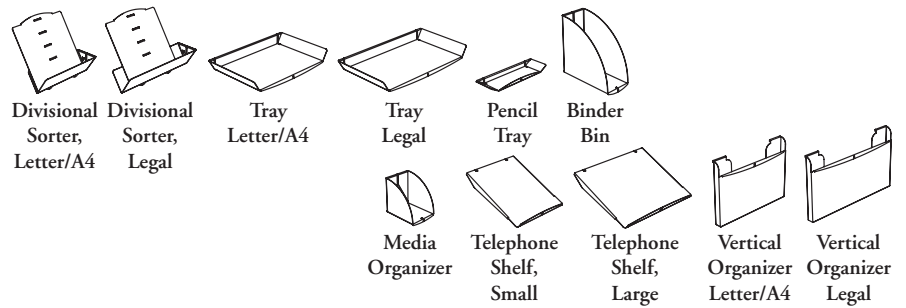 Divisional
Sorter,
Letter/A4
Divisional
Sorter,
Legal
Tray
Letter/A4
Tray
Legal
Pencil
Tray
Binder
Bin
Media
Organizer
Telephone
Shelf,
Small
Telephone
Shelf,
Large
Vertical
Organizer
Letter/A4
Vertical
Organizer
Legal